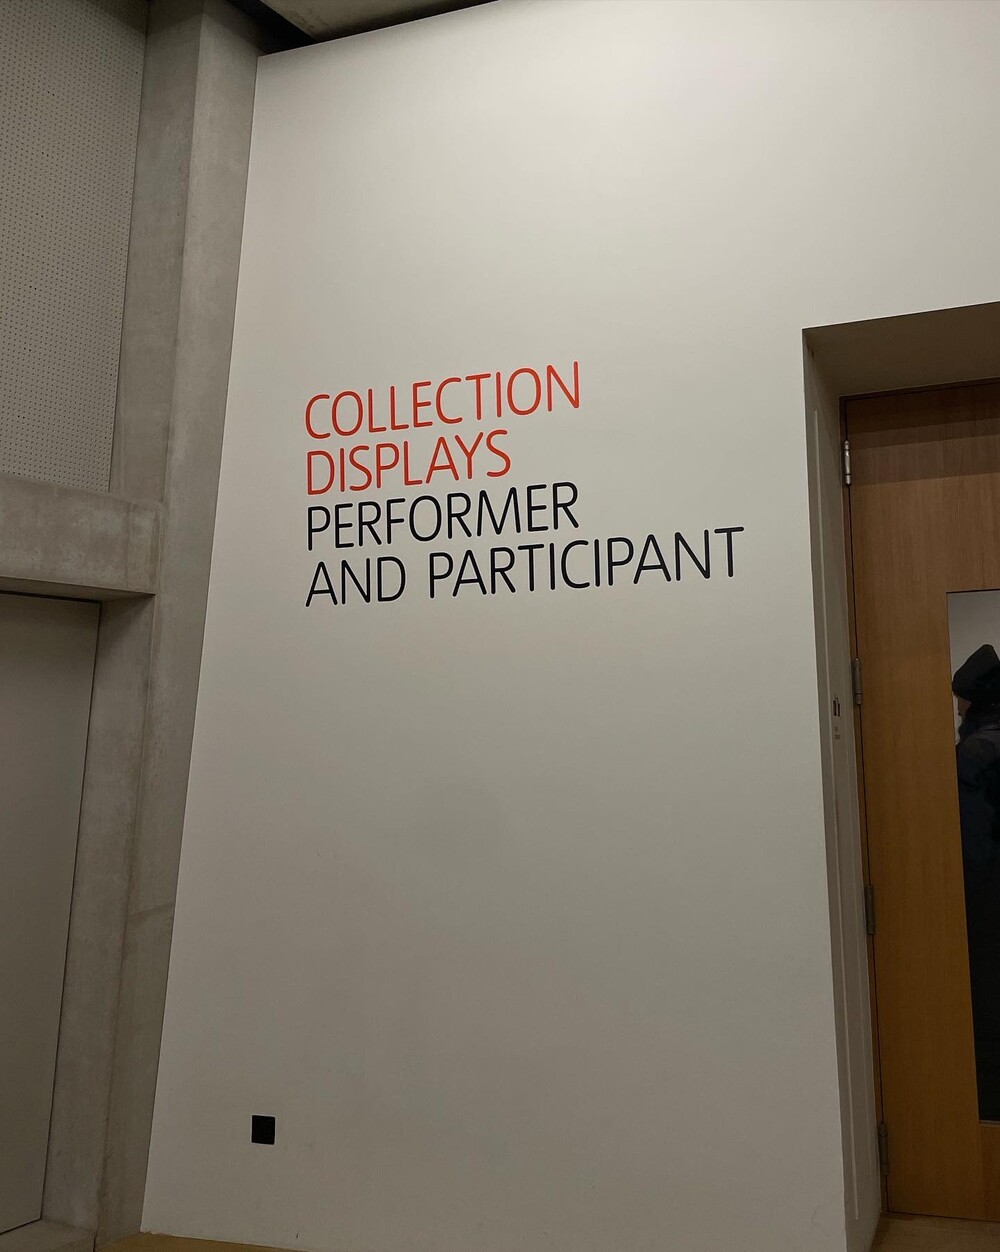 COLLECTION
DISPLAYS
PERFORMER
AND PARTICIPANT